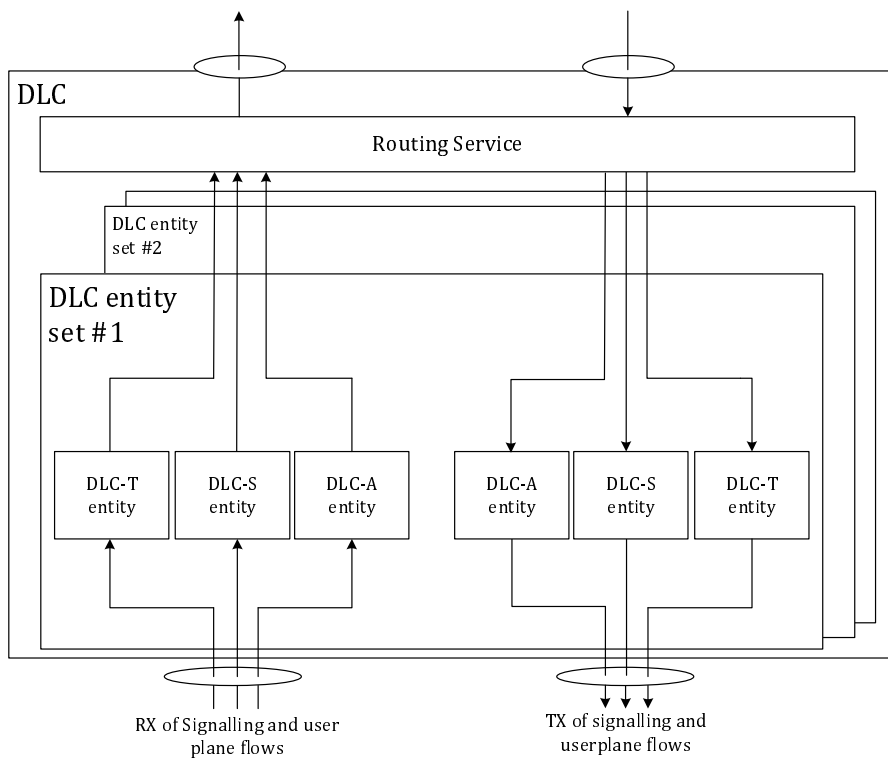 DLC
Routing Service
DLC entity
set #2
DLC entity
set #1
DLC-T
entity
DLC-S
entity
DLC-A
entity
DLC-A
entity
DLC-S
entity
DLC-T
entity
RX of Signalling and user
plane flows
TX of signalling and
userplane flows